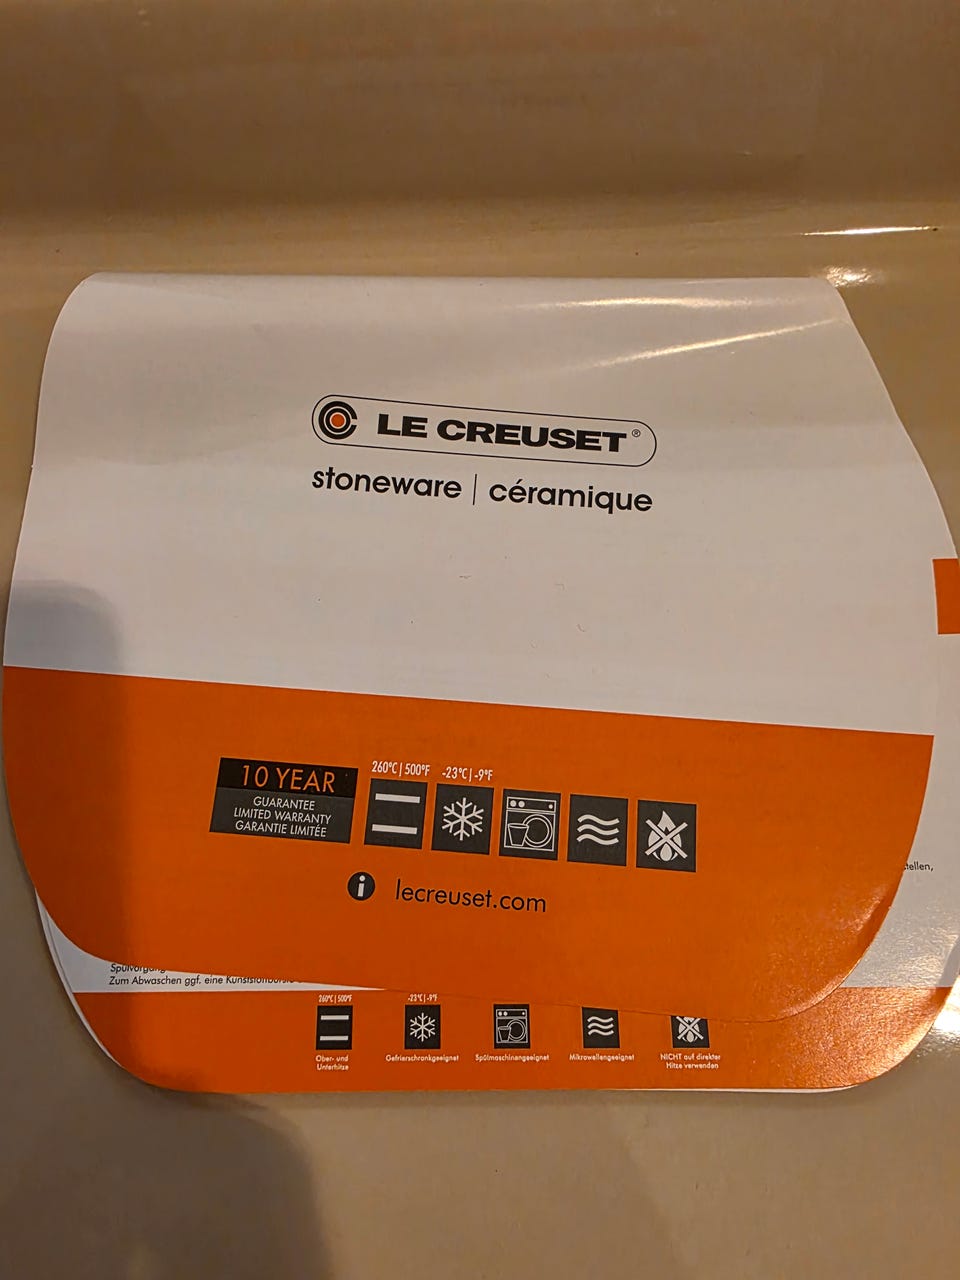 LE CREUSET®
stoneware | céramique
10 YEAR
GUARANTEE
LIMITED WARRANTY
GARANTIE LIMITÉE
260°C | 500°F -23°C | -9°F
i lecreuset.com
tellen,
Zum Abwaschen ggf. eine
260°C | 500°F -23°C | -9°F
Ober- und
Unterhitze
Gefrierschrankgeeignet
Spülmaschinengeeignet
Mikrowellengeeignet
NICHT auf direkter
Hitze verwenden